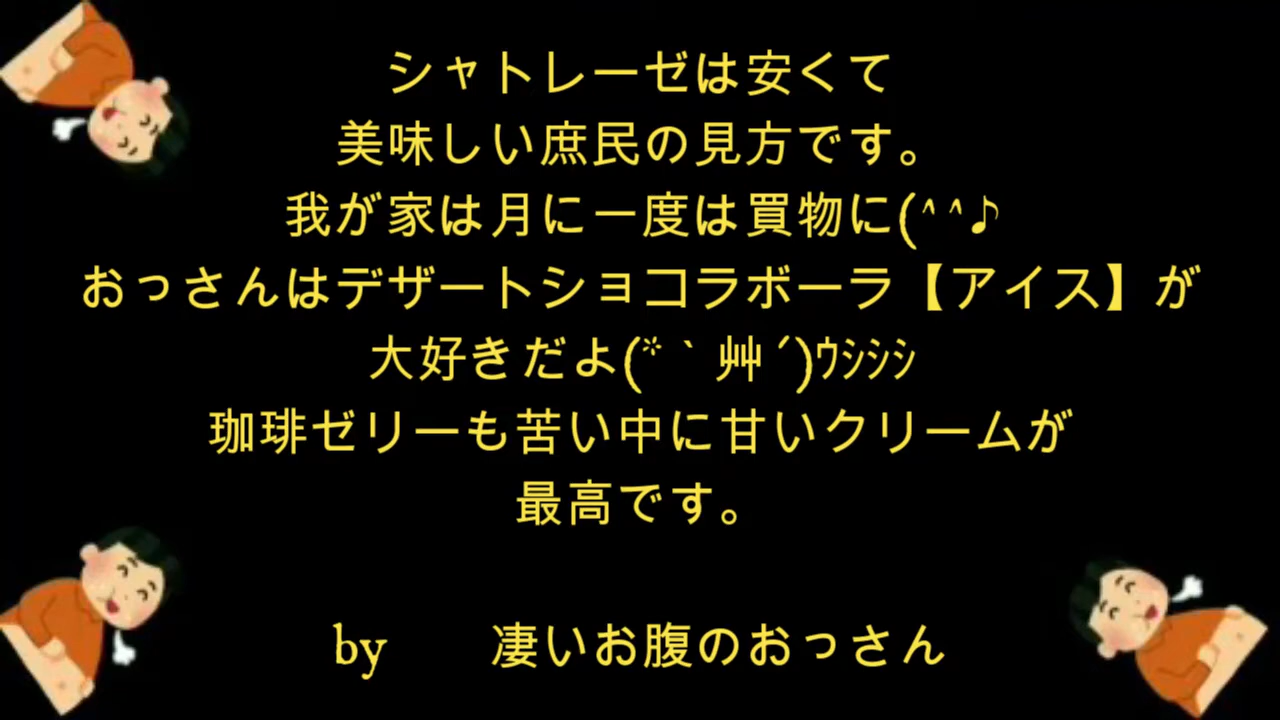 シャトレーゼは安くて
美味しい庶民の見方です。
我が家は月に一度は買物に(^^♪
おっさんはデザートショコラボーラ【アイス】が
大好きだよ(*｀艸´)ｳｼｼｼ
珈琲ゼリーも苦い中に甘いクリームが
最高です。
by　　凄いお腹のおっさん